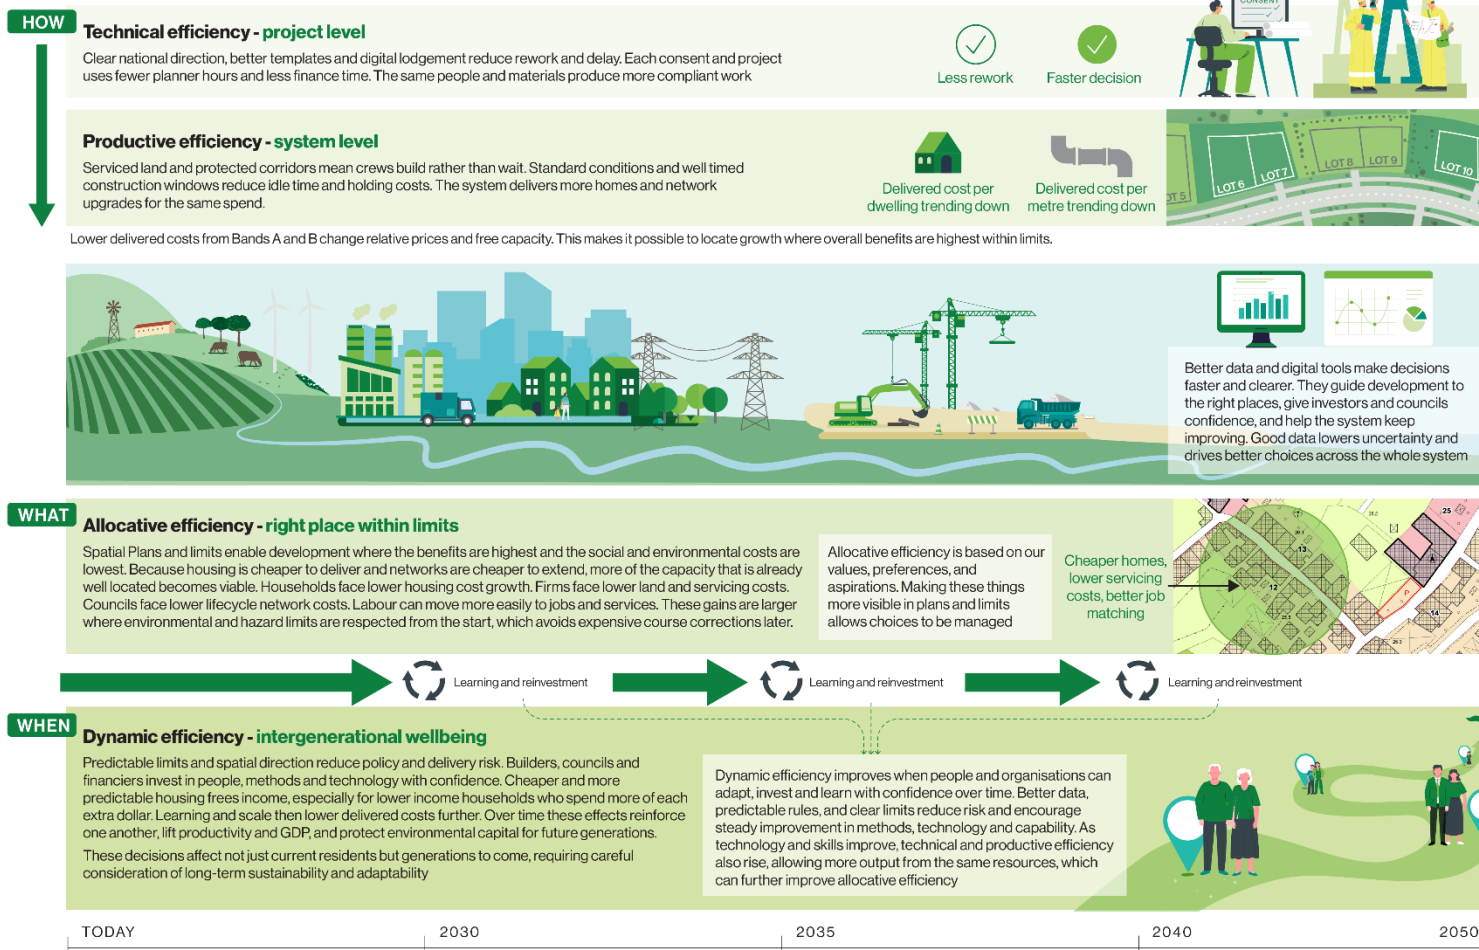 HOW
Technical efficiency - project level
Clear national direction, better templates and digital lodgement reduce rework and delay. Each consent and project
uses fewer planner hours and less finance time. The same people and materials produce more compliant work
Less rework
Faster decision
CONSENT
Productive efficiency - system level
Serviced land and protected corridors mean crews build rather than wait. Standard conditions and well timed
construction windows reduce idle time and holding costs. The system delivers more homes and network
upgrades for the same spend.
Delivered cost per
dwelling trending down
Delivered cost per
metre trending down
OT 5
LOT 6
LOT 7
LOT 8
LOT 9
LOT 10
Lower delivered costs from Bands A and B change relative prices and free capacity. This makes it possible to locate growth where overall benefits are highest within limits.
Better data and digital tools make decisions
faster and clearer. They guide development to
the right places, give investors and councils
confidence, and help the system keep
improving. Good data lowers uncertainty and
drives better choices across the whole system
WHAT
Allocative efficiency - right place within limits
Spatial Plans and limits enable development where the benefits are highest and the social and environmental costs are
lowest. Because housing is cheaper to deliver and networks are cheaper to extend, more of the capacity that is already
well located becomes viable. Households face lower housing cost growth. Firms face lower land and servicing costs.
Councils face lower lifecycle network costs. Labour can move more easily to jobs and services. These gains are larger
where environmental and hazard limits are respected from the start, which avoids expensive course corrections later.
Allocative efficiency is based on our
values, preferences, and
aspirations. Making these things
more visible in plans and limits
allows choices to be managed
Cheaper homes,
lower servicing
costs, better job
matching
25
13
12
14
Learning and reinvestment
Learning and reinvestment
Learning and reinvestment
WHEN
Dynamic efficiency - intergenerational wellbeing
Predictable limits and spatial direction reduce policy and delivery risk. Builders, councils and
financiers invest in people, methods and technology with confidence. Cheaper and more
predictable housing frees income, especially for lower income households who spend more of each
extra dollar. Learning and scale then lower delivered costs further. Over time these effects reinforce
one another, lift productivity and GDP, and protect environmental capital for future generations.
These decisions affect not just current residents but generations to come, requiring careful
consideration of long-term sustainability and adaptability
Dynamic efficiency improves when people and organisations can
adapt, invest and learn with confidence over time. Better data,
predictable rules, and clear limits reduce risk and encourage
steady improvement in methods, technology and capability. As
technology and skills improve, technical and productive efficiency
also rise, allowing more output from the same resources, which
can further improve allocative efficiency
TODAY
2030
2035
2040
2050